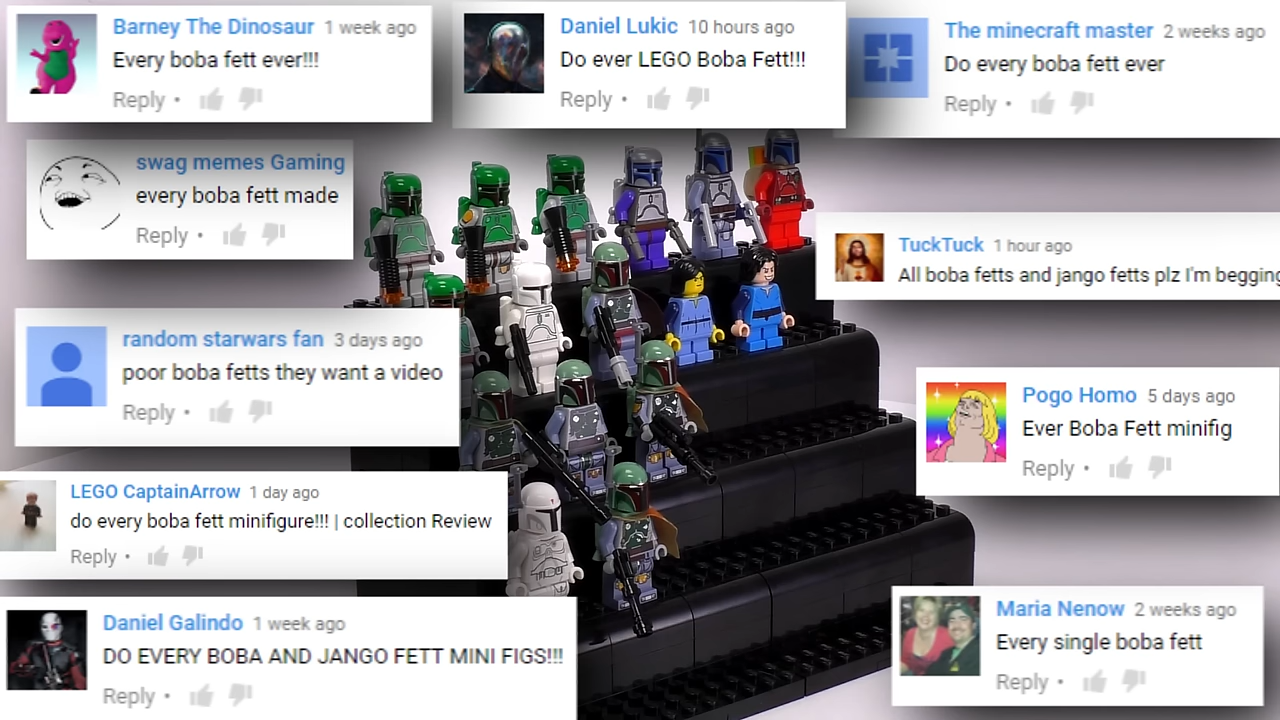 Barney The Dinosaur 1 week ago
Every boba fett ever!!!
Reply •
Daniel Lukic 10 hours ago
Do ever LEGO Boba Fett!!!
Reply •
The minecraft master 2 weeks ago
Do every boba fett ever
Reply •
swag memes Gaming
every boba fett made
Reply •
TuckTuck 1 hour ago
All boba fetts and jango fetts plz I'm begging
random starwars fan 3 days ago
poor boba fetts they want a video
Reply •
Pogo Homo 5 days ago
Ever Boba Fett minifig
Reply •
LEGO CaptainArrow 1 day ago
do every boba fett minifigure!!! | collection Review
Reply •
Daniel Galindo 1 week ago
DO EVERY BOBA AND JANGO FETT MINI FIGS!!!
Reply •
Maria Nenow 2 weeks ago
Every single boba fett
Reply •